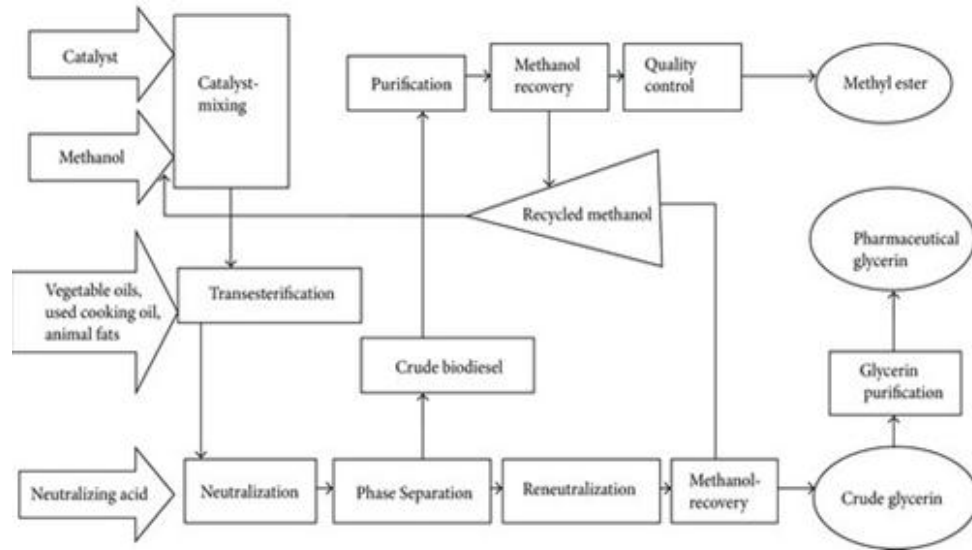 Catalyst
Catalyst-
mixing
Methanol
Purification
Methanol
recovery
Quality
control
Methyl ester
Recycled methanol
Pharmaceutical
glycerin
Vegetable oils,
used cooking oil,
animal fats
Transesterification
Crude biodiesel
Glycerin
purification
Neutralizing acid
Neutralization
Phase Separation
Reneutralization
Methanol-
recovery
Crude glycerin